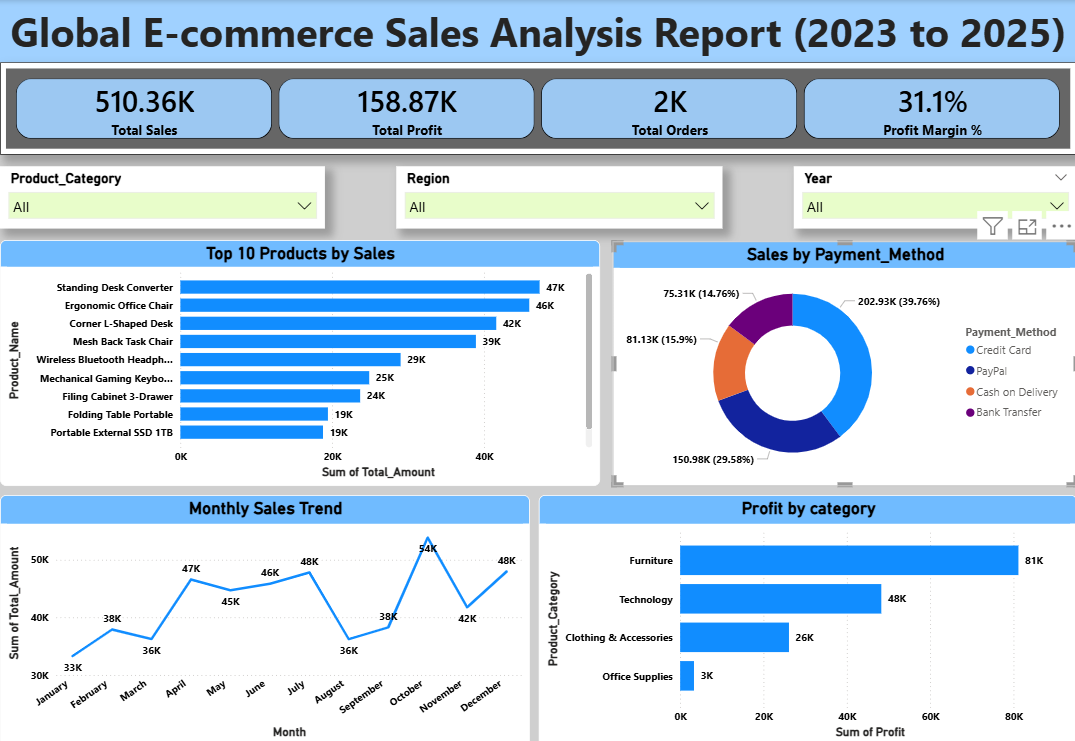 Global E-commerce Sales Analysis Report (2023 to 2025)
510.36K
Total Sales
158.87K
Total Profit
2K
Total Orders
31.1%
Profit Margin %
Product_Category
All
Region
All
Year
All
Top 10 Products by Sales
Product_Name
Standing Desk Converter 47K
Ergonomic Office Chair 46K
Corner L-Shaped Desk 42K
Mesh Back Task Chair 39K
Wireless Bluetooth Headph... 29K
Mechanical Gaming Keybo... 25K
Filing Cabinet 3-Drawer 24K
Folding Table Portable 19K
Portable External SSD 1TB 19K
0K 20K 40K
Sum of Total_Amount
Sales by Payment_Method
75.31K (14.76%)
202.93K (39.76%)
81.13K (15.9%)
150.98K (29.58%)
Payment_Method
Credit Card
PayPal
Cash on Delivery
Bank Transfer
Monthly Sales Trend
Sum of Total_Amount
50K
40K
30K
33K 38K 36K 47K 45K 46K 48K 36K 38K 54K 42K 48K
January February March April May June July August September October November December
Month
Profit by category
Product_Category
Furniture 81K
Technology 48K
Clothing & Accessories 26K
Office Supplies 3K
0K 20K 40K 60K 80K
Sum of Profit